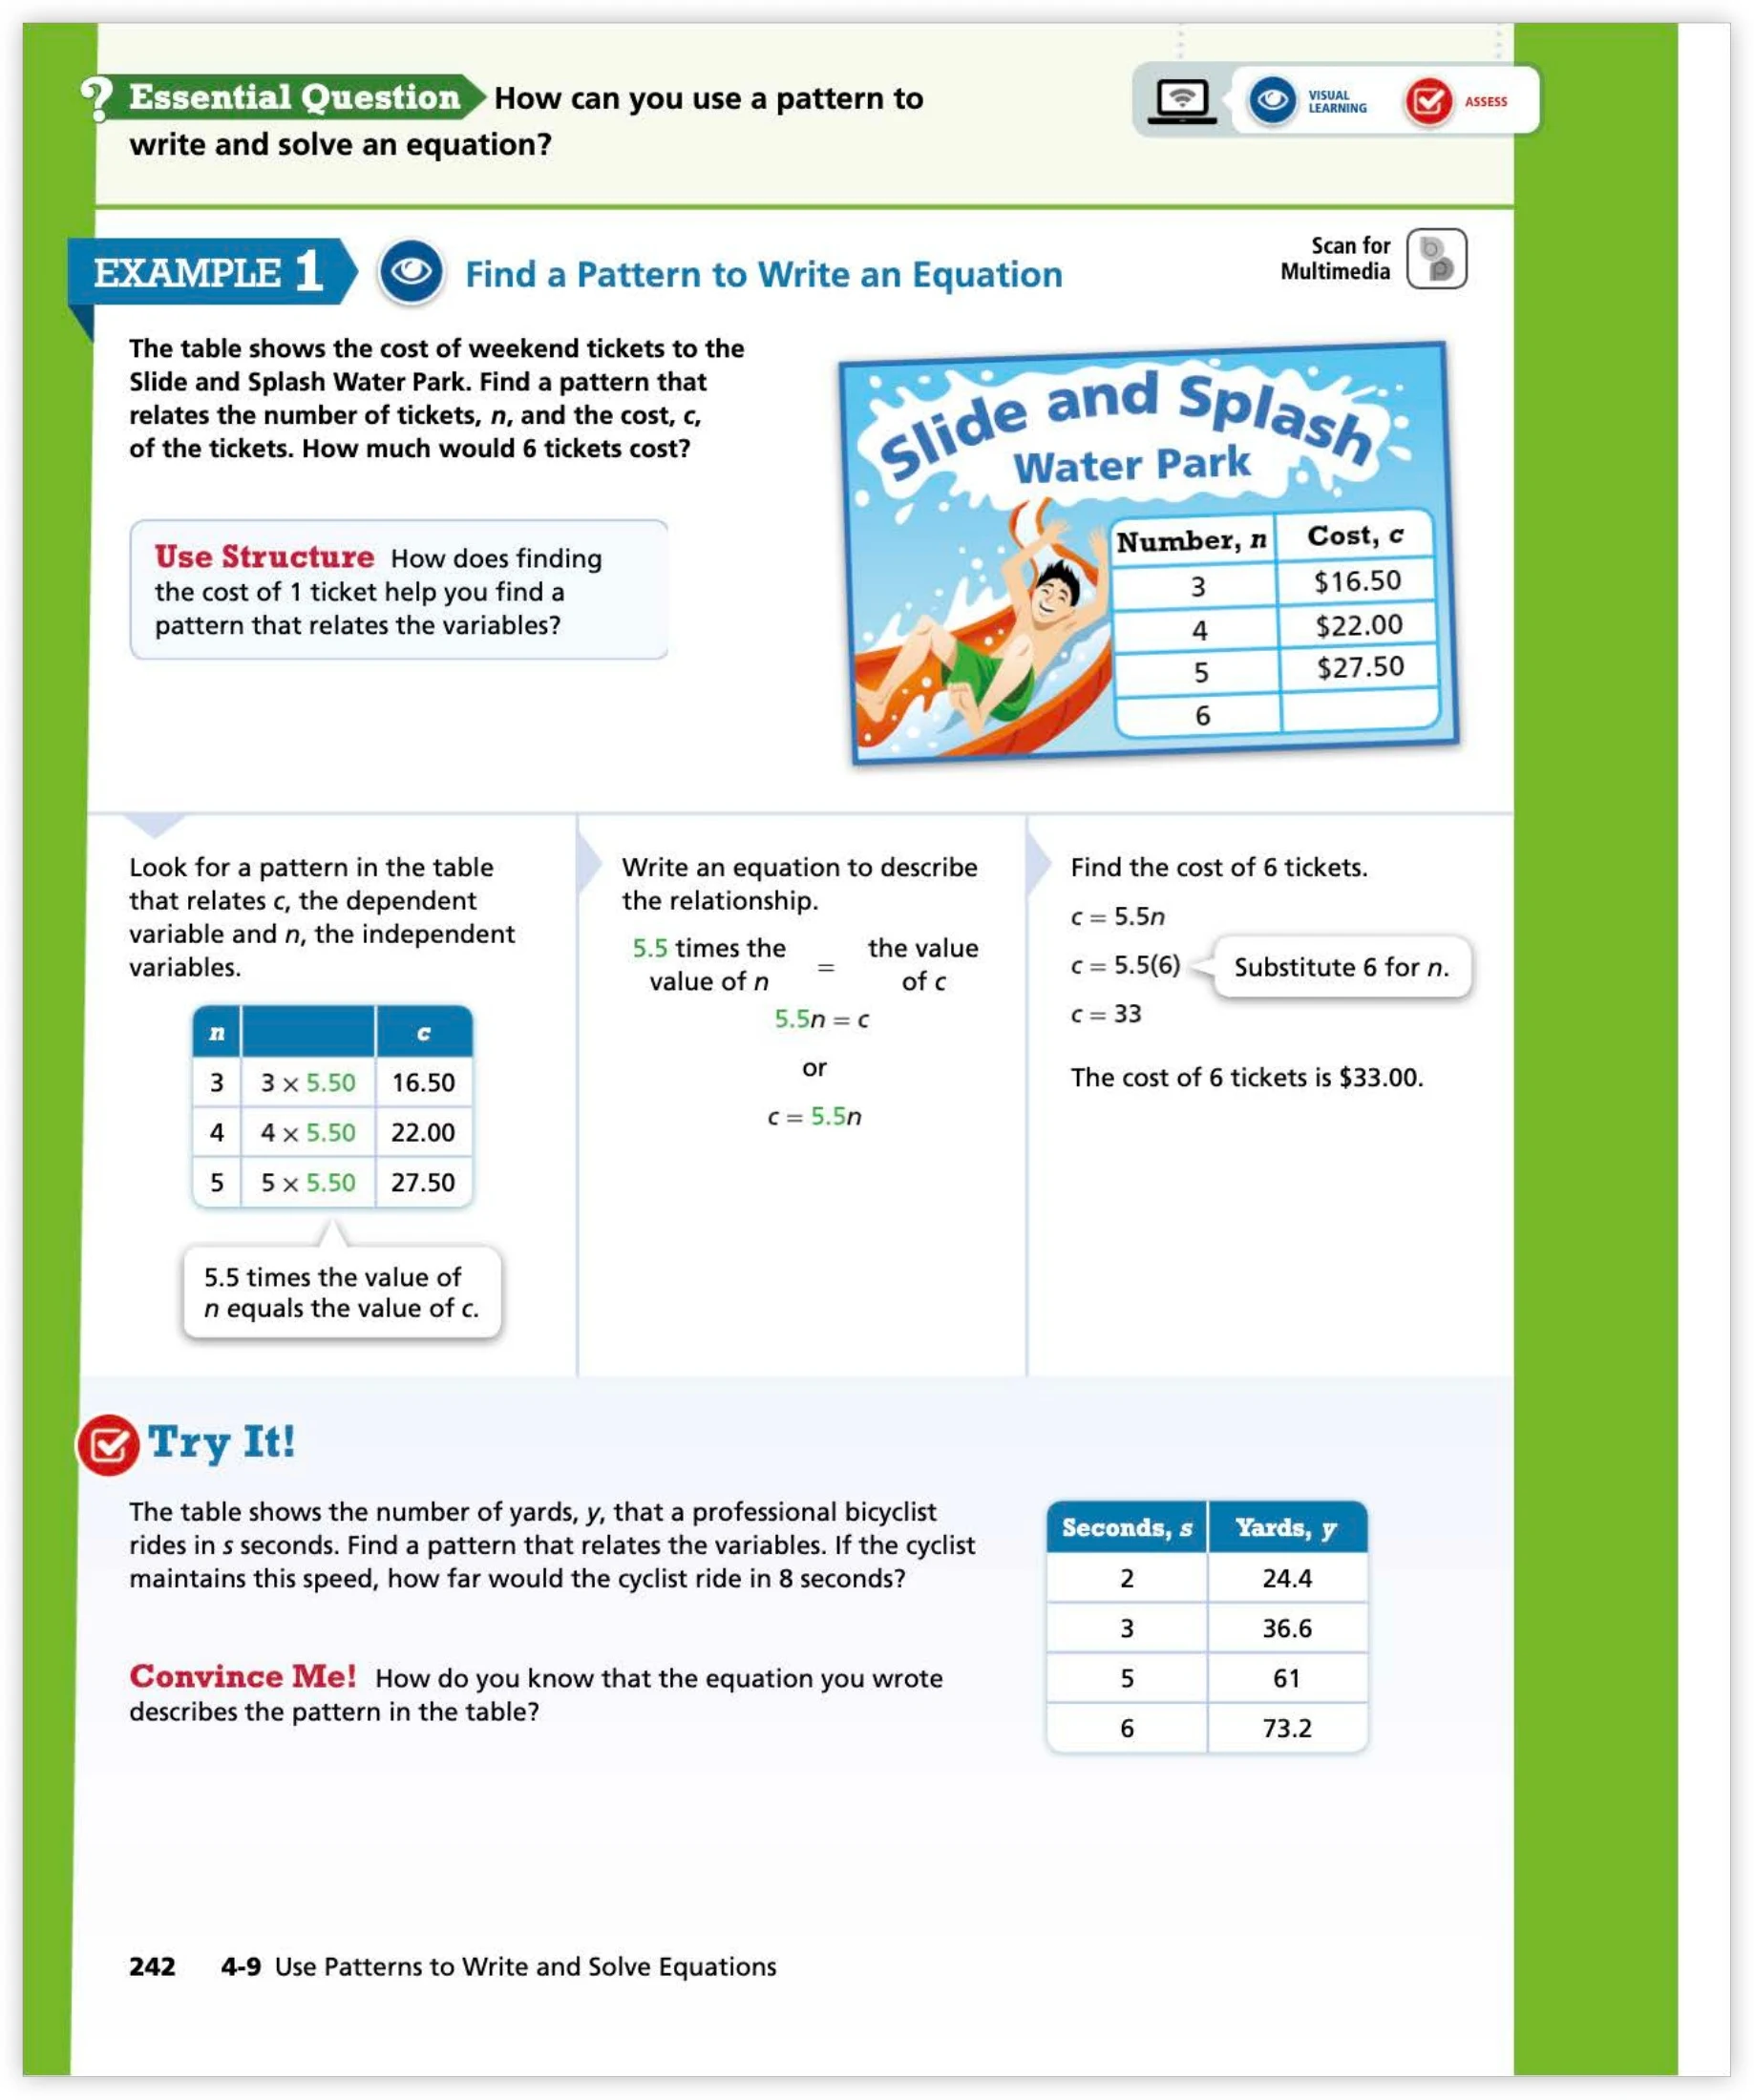 ? Essential Question How can you use a pattern to
write and solve an equation?
VISUAL
LEARNING
ASSESS
EXAMPLE 1 Find a Pattern to Write an Equation
Scan for
Multimedia
The table shows the cost of weekend tickets to the
Slide and Splash Water Park. Find a pattern that
relates the number of tickets, n, and the cost, c,
of the tickets. How much would 6 tickets cost?
Use Structure How does finding
the cost of 1 ticket help you find a
pattern that relates the variables?
Slide and Splash
Water Park
Number, n Cost, c
3 $16.50
4 $22.00
5 $27.50
6
Look for a pattern in the table
that relates c, the dependent
variable and n, the independent
variables.
n c
3 3 × 5.50 16.50
4 4 × 5.50 22.00
5 5 × 5.50 27.50
5.5 times the value of
n equals the value of c.
Write an equation to describe
the relationship.
5.5 times the the value
=
value of n of c
5.5n = c
or
c = 5.5n
Find the cost of 6 tickets.
c = 5.5n
c = 5.5(6) Substitute 6 for n.
c = 33
The cost of 6 tickets is $33.00.
Try It!
The table shows the number of yards, y, that a professional bicyclist
rides in s seconds. Find a pattern that relates the variables. If the cyclist
maintains this speed, how far would the cyclist ride in 8 seconds?
Convince Me! How do you know that the equation you wrote
describes the pattern in the table?
Seconds, s Yards, y
2 24.4
3 36.6
5 61
6 73.2
242 4-9 Use Patterns to Write and Solve Equations